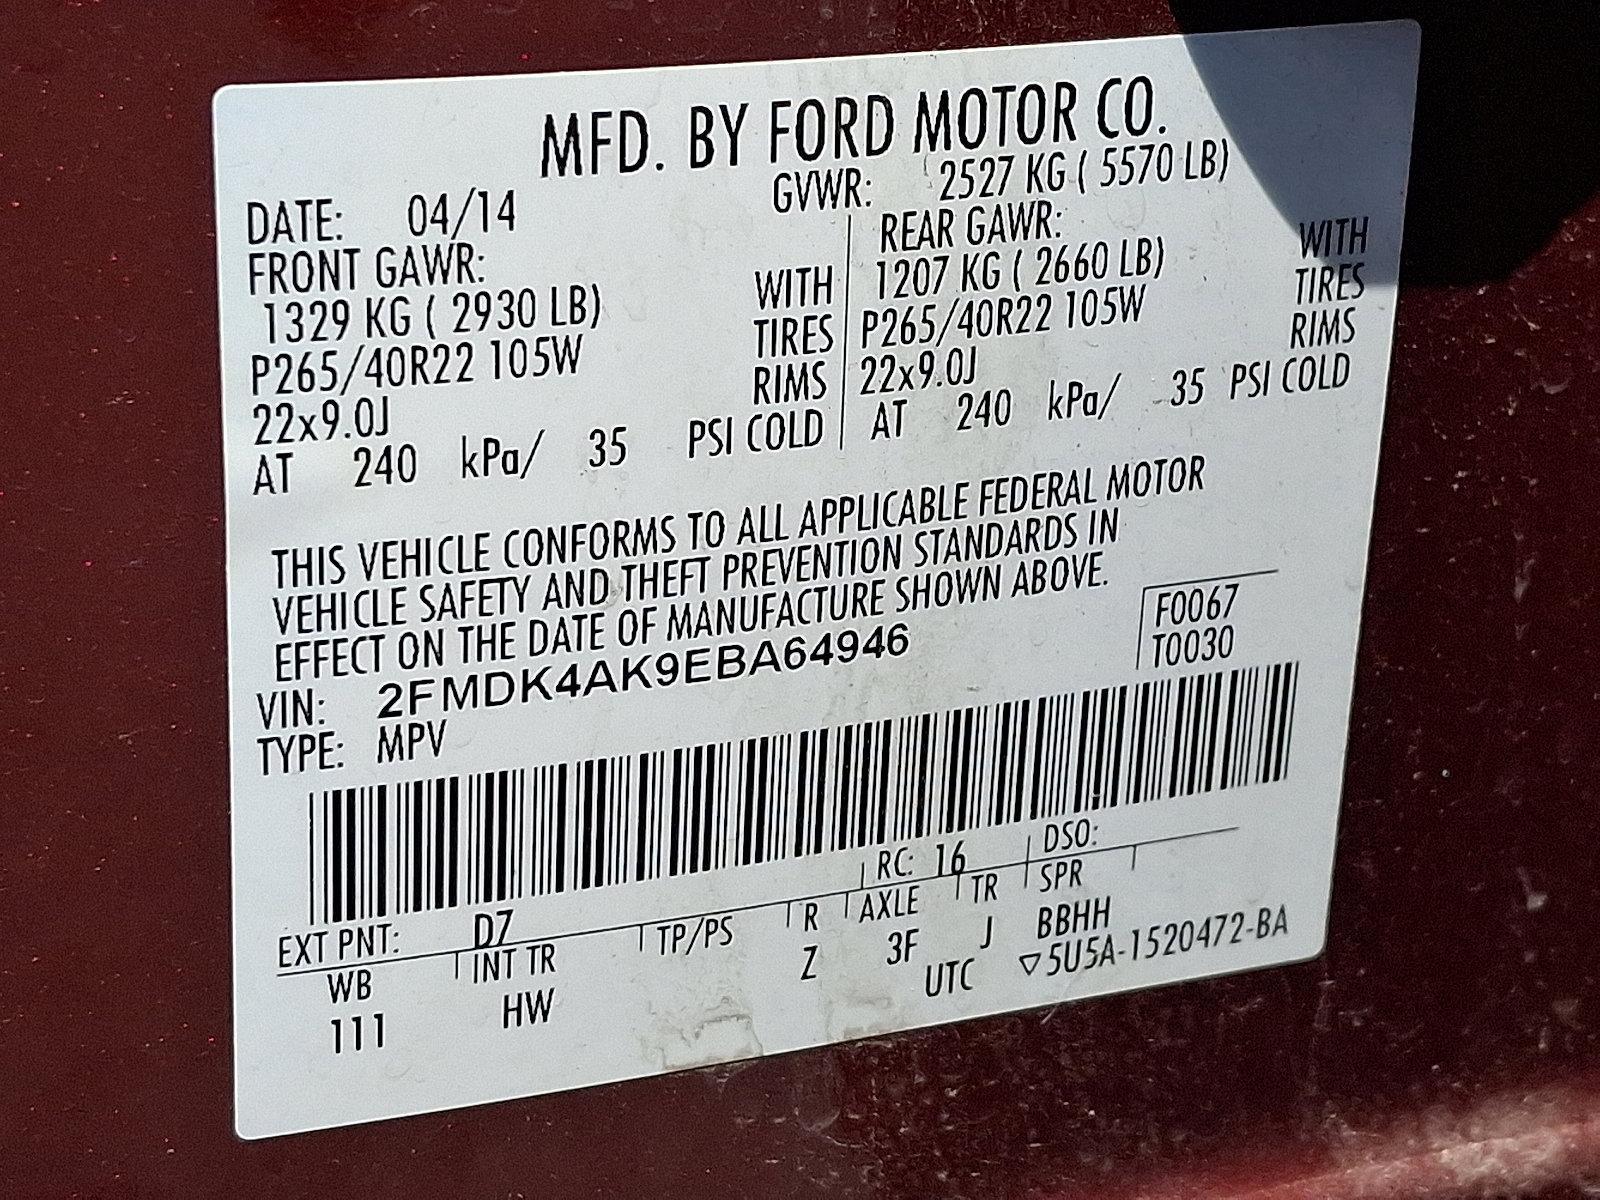 MFD. BY FORD MOTOR CO.
DATE: 04/14 GVWR: 2527 KG ( 5570 LB)
FRONT GAWR: REAR GAWR:
1329 KG ( 2930 LB) WITH 1207 KG ( 2660 LB) WITH
P265/40R22 105W TIRES P265/40R22 105W TIRES
22x9.0J RIMS 22x9.0J RIMS
AT 240 kPa/ 35 PSI COLD AT 240 kPa/ 35 PSI COLD
THIS VEHICLE CONFORMS TO ALL APPLICABLE FEDERAL MOTOR
VEHICLE SAFETY AND THEFT PREVENTION STANDARDS IN
EFFECT ON THE DATE OF MANUFACTURE SHOWN ABOVE.
VIN: 2FMDK4AK9EBA64946 F0067
TYPE: MPV T0030
EXT PNT: D7 RC: 16 DSO:
WB INT TR TP/PS R AXLE TR SPR
111 HW Z 3F J BBHH
UTC ▽5U5A-1520472-BA